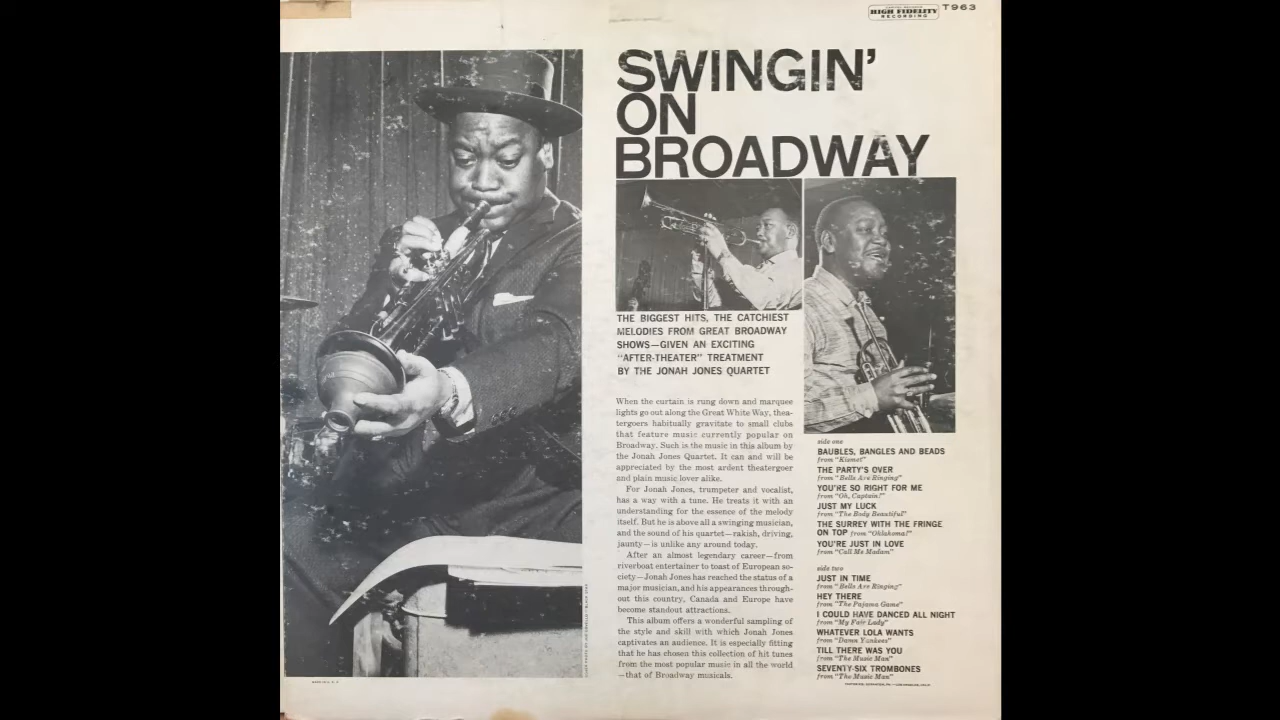 HIGH FIDELITY
RECORDING
T963
SWINGIN’
ON
BROADWAY
THE BIGGEST HITS, THE CATCHIEST
MELODIES FROM GREAT BROADWAY
SHOWS—GIVEN AN EXCITING
“AFTER-THEATER” TREATMENT
BY THE JONAH JONES QUARTET
When the curtain is rung down and marquee
lights go out along the Great White Way, thea-
tergoers habitually gravitate to small clubs
that feature music currently popular on
Broadway. Such is the music in this album by
the Jonah Jones Quartet. It can and will be
appreciated by the most ardent theatergoer
and plain music lover alike.
For Jonah Jones, trumpeter and vocalist,
has a way with a tune. He treats it with an
understanding for the essence of the melody
itself. But he is above all a swinging musician,
and the sound of his quartet—rakish, driving,
jaunty—is unlike any around today.
After an almost legendary career—from
riverboat entertainer to toast of European so-
ciety—Jonah Jones has reached the status of a
major musician, and his appearances through-
out this country, Canada and Europe have
become standout attractions.
This album offers a wonderful sampling of
the style and skill with which Jonah Jones
captivates an audience. It is especially fitting
that he has chosen this collection of hit tunes
from the most popular music in all the world
—that of Broadway musicals.
side one
BAUBLES, BANGLES AND BEADS
from “Kismet”
THE PARTY’S OVER
from “Bells Are Ringing”
YOU’RE SO RIGHT FOR ME
from “Oh, Captain!”
JUST MY LUCK
from “The Body Beautiful”
THE SURREY WITH THE FRINGE
ON TOP from “Oklahoma!”
YOU’RE JUST IN LOVE
from “Call Me Madam”
side two
JUST IN TIME
from “Bells Are Ringing”
HEY THERE
from “The Pajama Game”
I COULD HAVE DANCED ALL NIGHT
from “My Fair Lady”
WHATEVER LOLA WANTS
from “Damn Yankees”
TILL THERE WAS YOU
from “The Music Man”
SEVENTY-SIX TROMBONES
from “The Music Man”